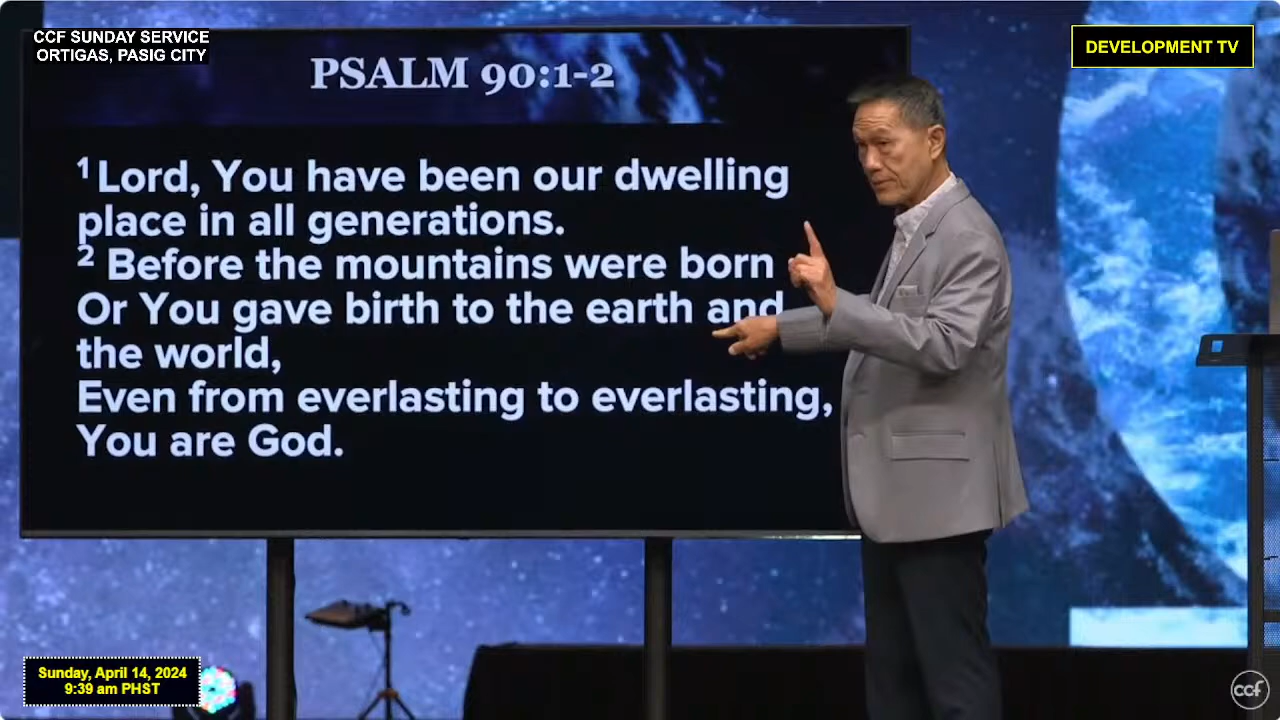 CCF SUNDAY SERVICE
ORTIGAS, PASIG CITY
DEVELOPMENT TV
PSALM 90:1-2
1 Lord, You have been our dwelling
place in all generations.
2 Before the mountains were born
Or You gave birth to the earth and
the world,
Even from everlasting to everlasting,
You are God.
Sunday, April 14, 2024
9:39 am PHST
ccf